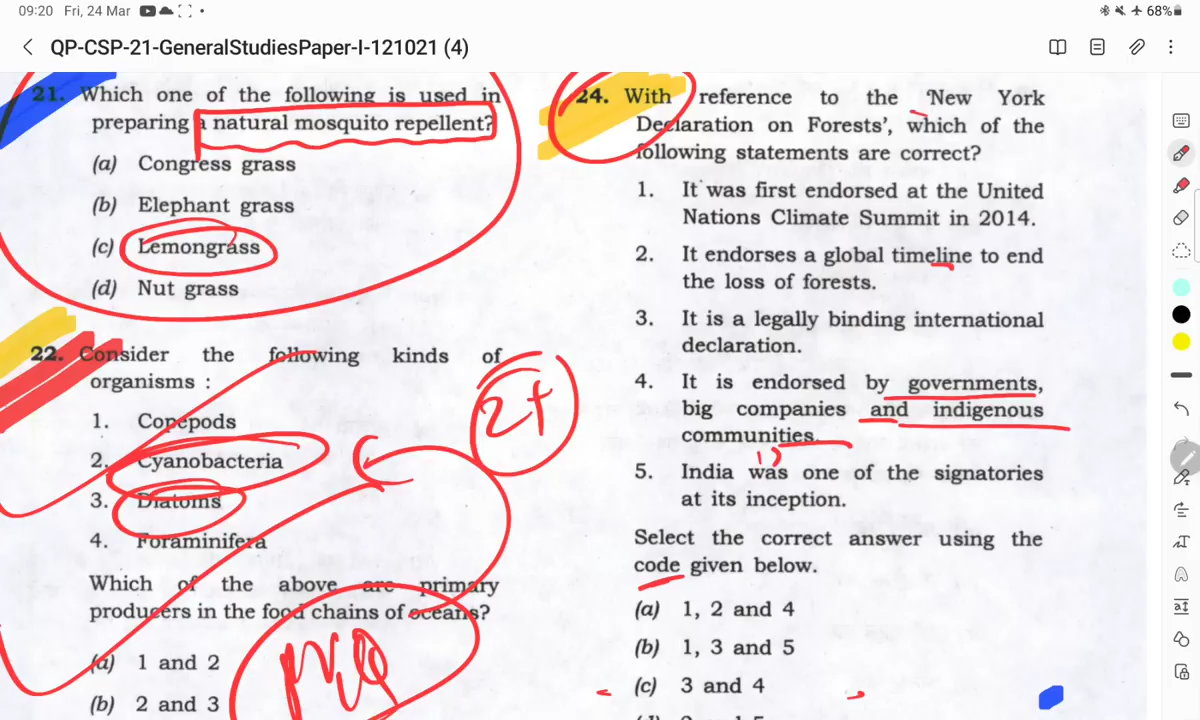 09:20 Fri, 24 Mar
68%
QP-CSP-21-GeneralStudiesPaper-I-121021 (4)
21. Which one of the following is used in
preparing a natural mosquito repellent?
(a) Congress grass
(b) Elephant grass
(c) Lemongrass
(d) Nut grass
22. Consider the following kinds of
organisms :
1. Copepods
2. Cyanobacteria
3. Diatoms
4. Foraminifera
Which of the above are primary
producers in the food chains of oceans?
(a) 1 and 2
(b) 2 and 3
24. With reference to the 'New York
Declaration on Forests', which of the
following statements are correct?
1. It was first endorsed at the United
Nations Climate Summit in 2014.
2. It endorses a global timeline to end
the loss of forests.
3. It is a legally binding international
declaration.
4. It is endorsed by governments,
big companies and indigenous
communities.
5. India was one of the signatories
at its inception.
Select the correct answer using the
code given below.
(a) 1, 2 and 4
(b) 1, 3 and 5
(c) 3 and 4